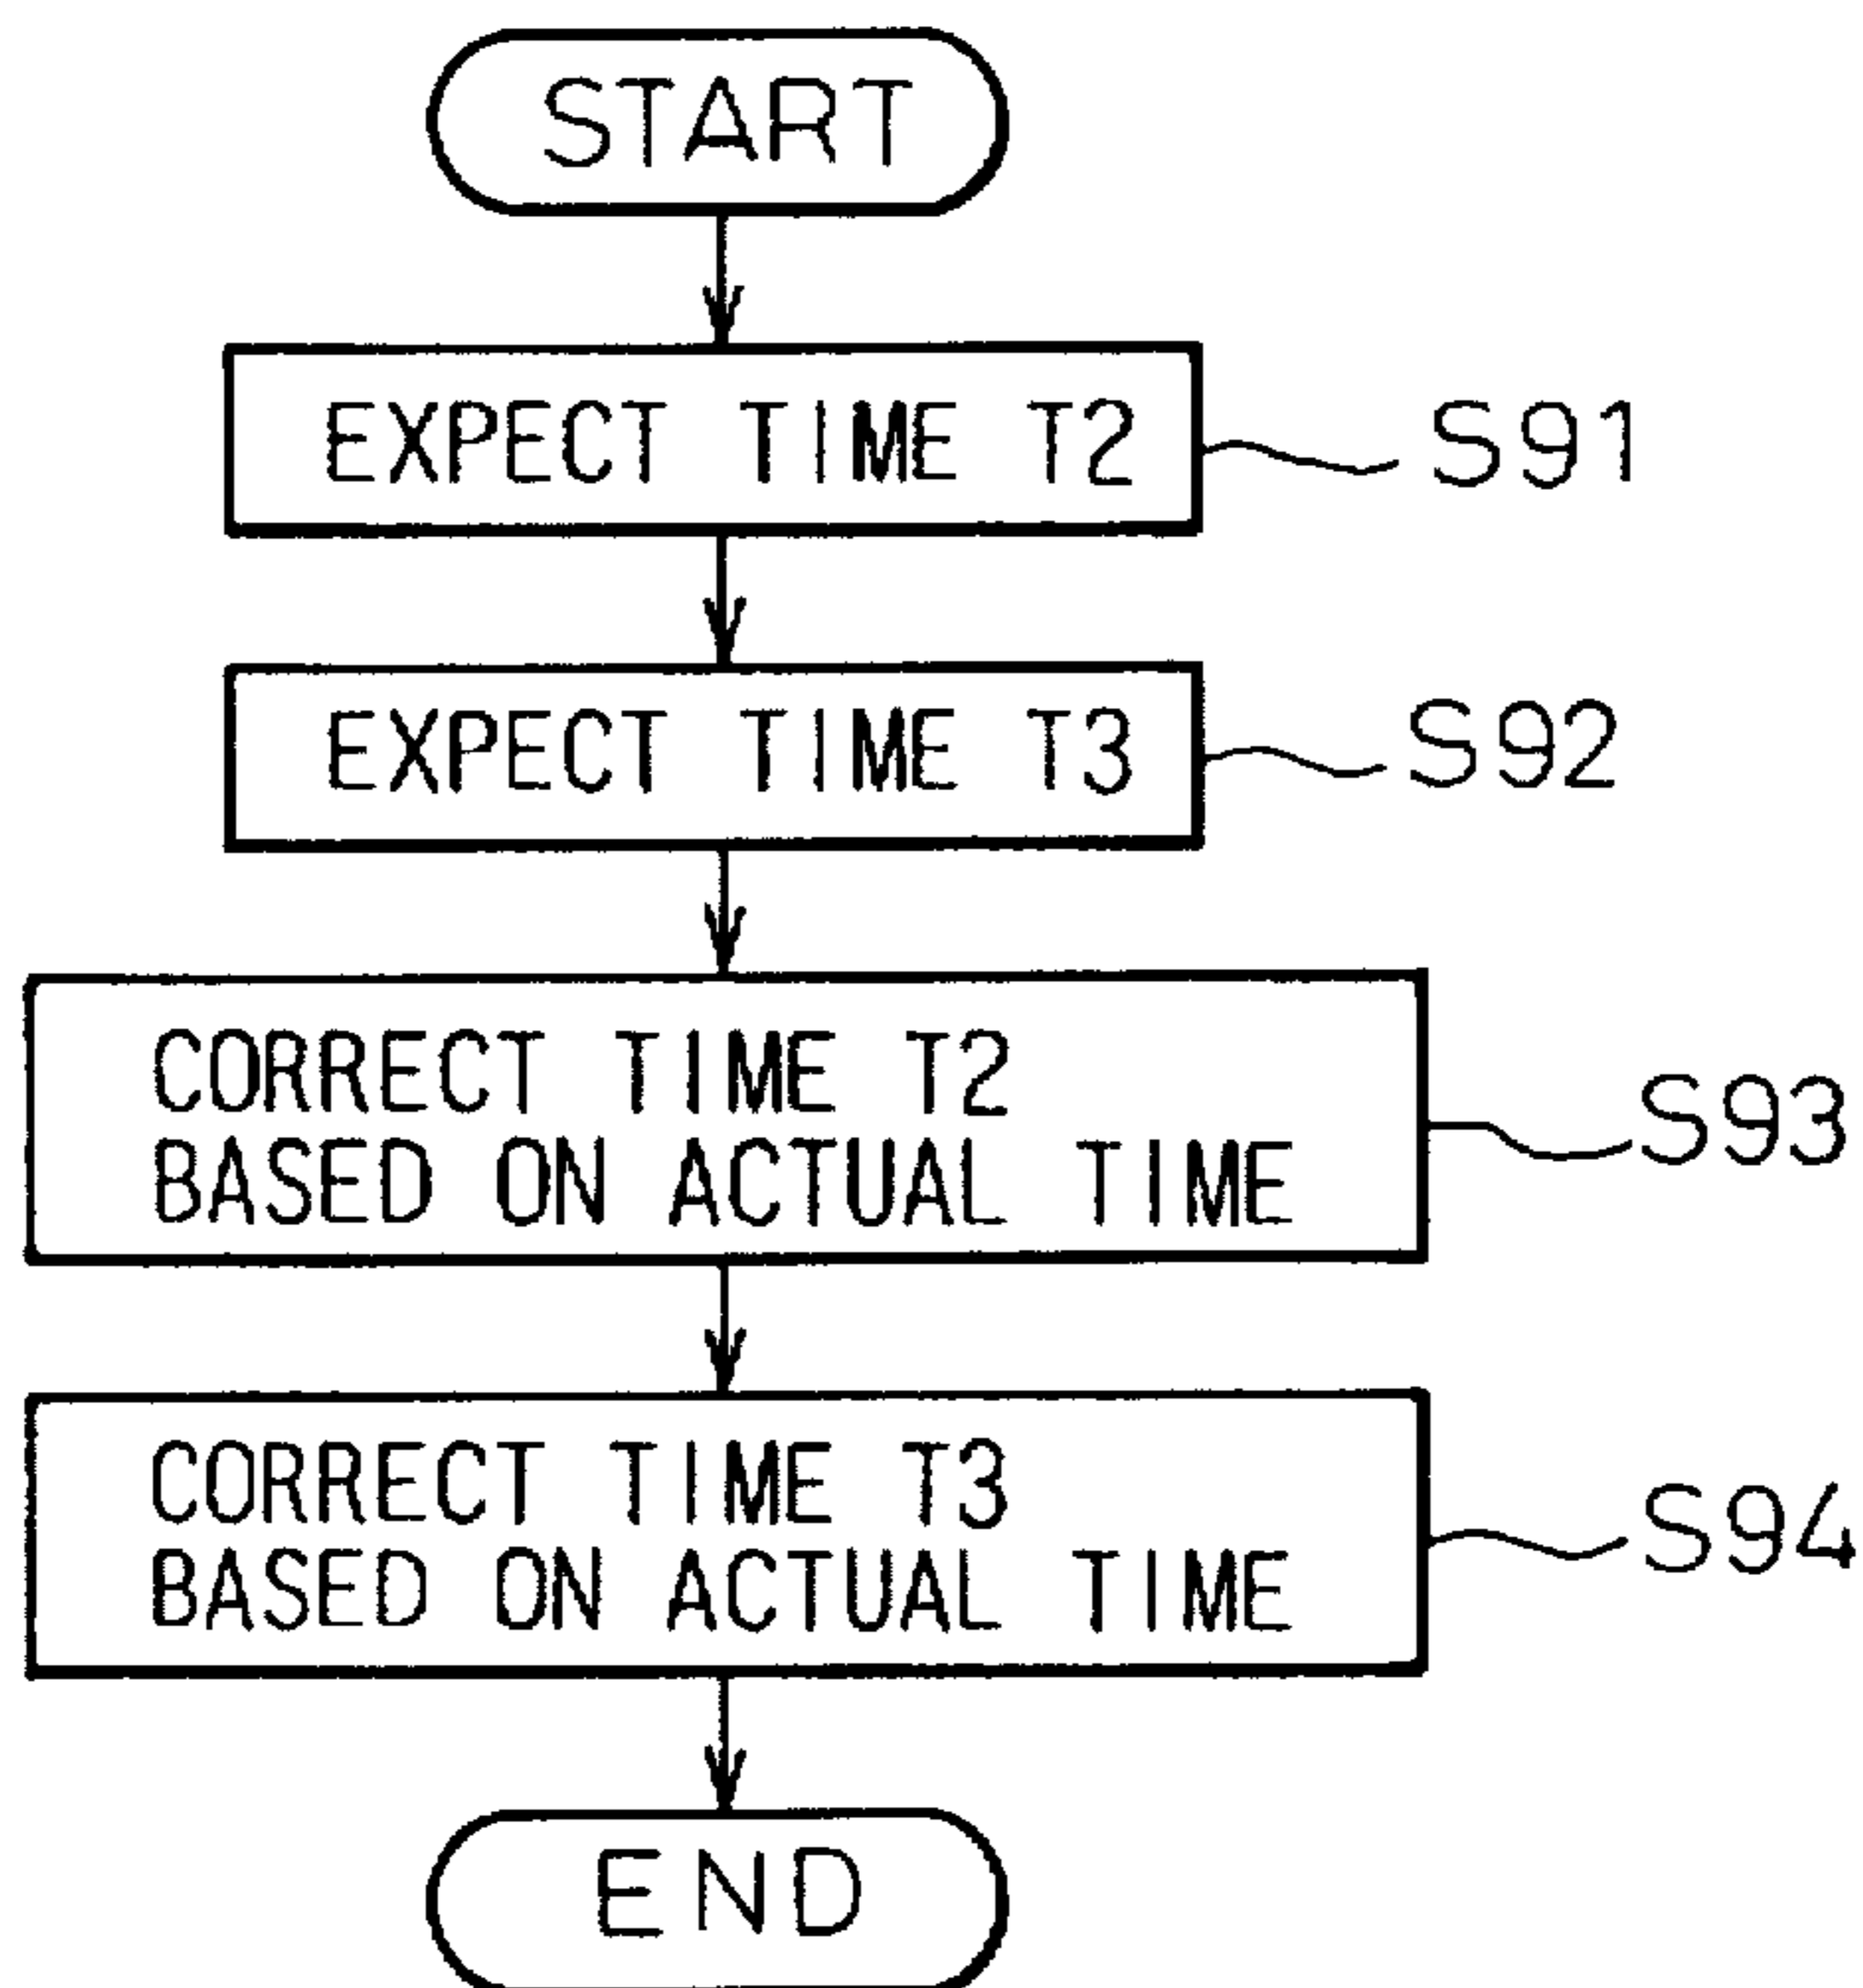 START
EXPECT TIME T2
S91
EXPECT TIME T3
S92
CORRECT TIME T2
BASED ON ACTUAL TIME
S93
CORRECT TIME T3
BASED ON ACTUAL TIME
S94
END